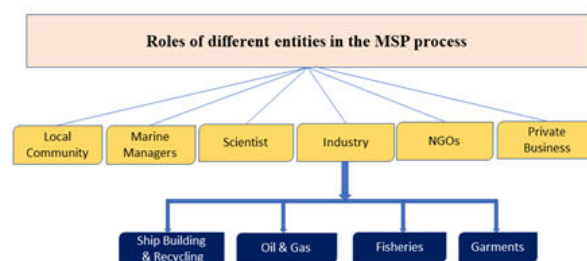 Roles of different entities in the MSP process
Local
Community
Marine
Managers
Scientist
Industry
NGOs
Private
Business
Ship Building
& Recycling
Oil & Gas
Fisheries
Garments